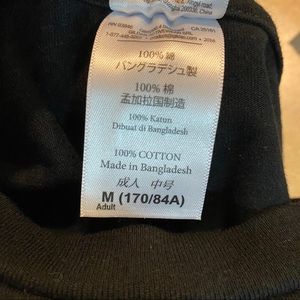 100% 綿
バングラデシュ製
100% 棉
孟加拉国制造
100% Katun
Dibuat di Bangladesh
100% COTTON
Made in Bangladesh
成人 中号
M (170/84A)
Adult